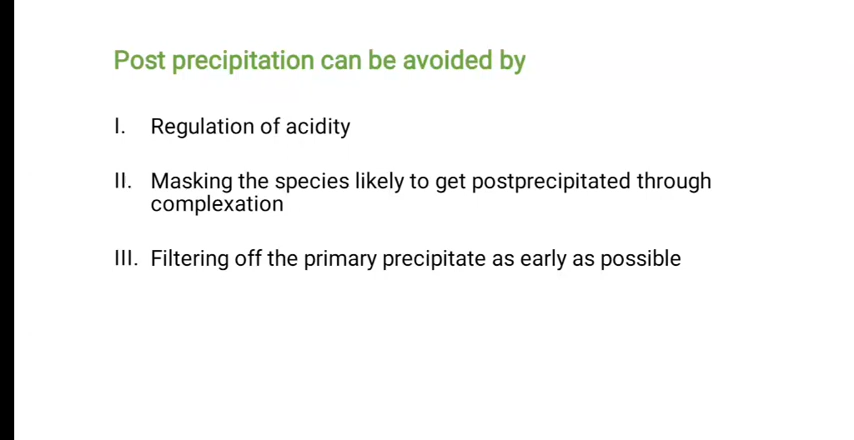 Post precipitation can be avoided by
I. Regulation of acidity
II. Masking the species likely to get postprecipitated through
complexation
III. Filtering off the primary precipitate as early as possible